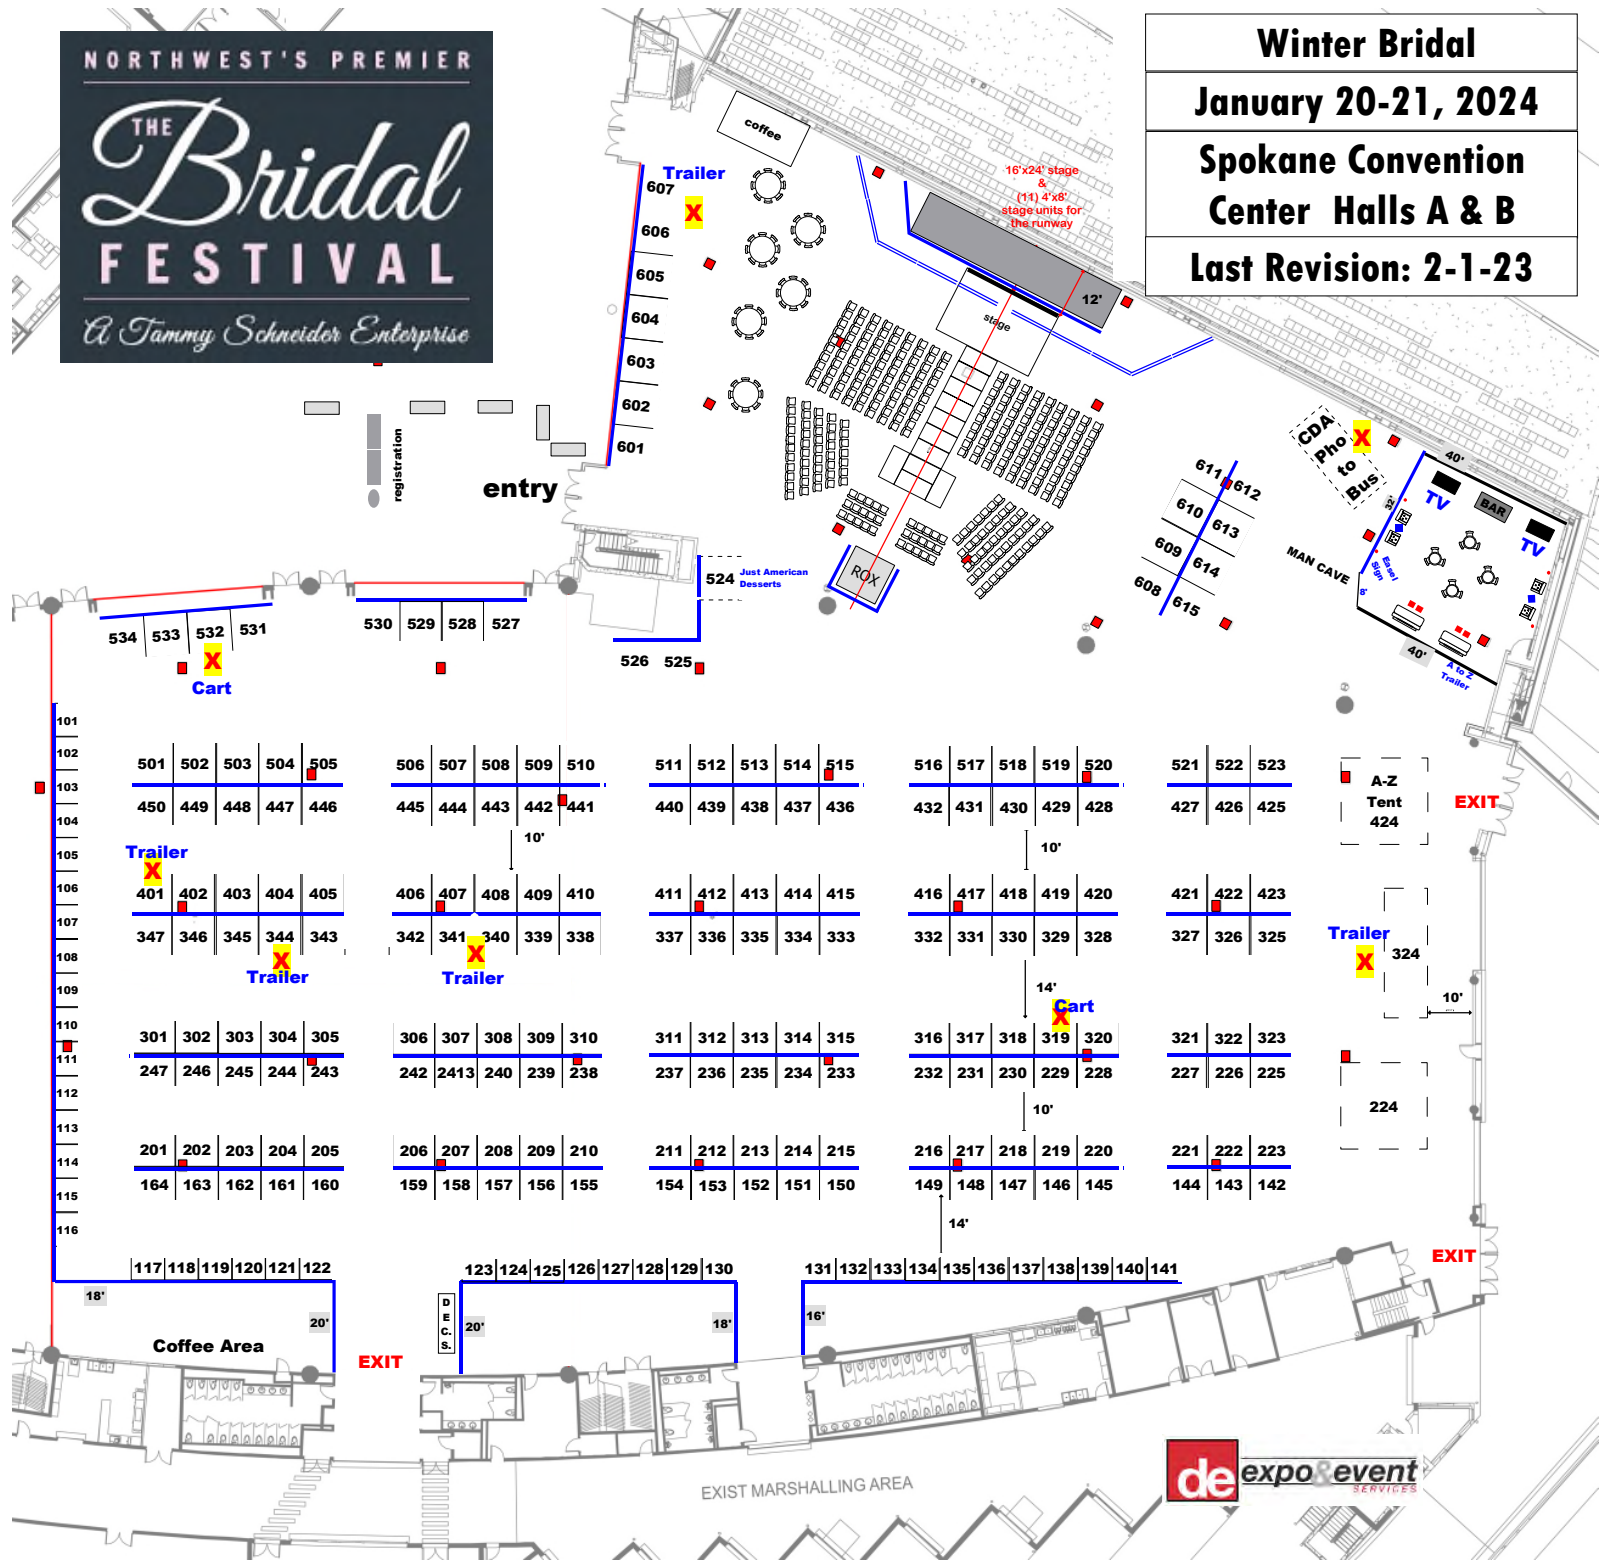 NORTHWEST'S PREMIER
THE
Bridal
FESTIVAL
A Tammy Schneider Enterprise
Winter Bridal
January 20-21, 2024
Spokane Convention
Center Halls A & B
Last Revision: 2-1-23
coffee
Trailer
X
607
606
605
604
603
602
601
16'x24' stage
&
(11) 4'x8'
stage units for
the runway
12'
stage
registration
entry
ROX
CDA
Pho
to
Bus
X
40'
TV
BAR
TV
32'
Easel
Sign
MAN CAVE
8'
40'
A to Z
Trailer
611 612
610 613
609 614
608 615
524 Just American
Desserts
526 525
534 533 532 531
X
Cart
530 529 528 527
101
102
103
104
105
106
107
108
109
110
111
112
113
114
115
116
501 502 503 504 505
506 507 508 509 510
511 512 513 514 515
516 517 518 519 520
521 522 523
450 449 448 447 446
445 444 443 442 441
440 439 438 437 436
432 431 430 429 428
427 426 425
A-Z
Tent
424
EXIT
10'
10'
Trailer
X
401 402 403 404 405
406 407 408 409 410
411 412 413 414 415
416 417 418 419 420
421 422 423
347 346 345 344 343
342 341 340 339 338
337 336 335 334 333
332 331 330 329 328
327 326 325
X
Trailer
X
Trailer
Trailer
X
324
14'
10'
Cart
X
301 302 303 304 305
306 307 308 309 310
311 312 313 314 315
316 317 318 319 320
321 322 323
247 246 245 244 243
242 2413 240 239 238
237 236 235 234 233
232 231 230 229 228
227 226 225
224
10'
201 202 203 204 205
206 207 208 209 210
211 212 213 214 215
216 217 218 219 220
221 222 223
164 163 162 161 160
159 158 157 156 155
154 153 152 151 150
149 148 147 146 145
144 143 142
14'
EXIT
117 118 119 120 121 122
123 124 125 126 127 128 129 130
131 132 133 134 135 136 137 138 139 140 141
18'
20'
Coffee Area
EXIT
D
E
C.
S.
20'
18'
16'
EXIST MARSHALLING AREA
de expo&event
SERVICES